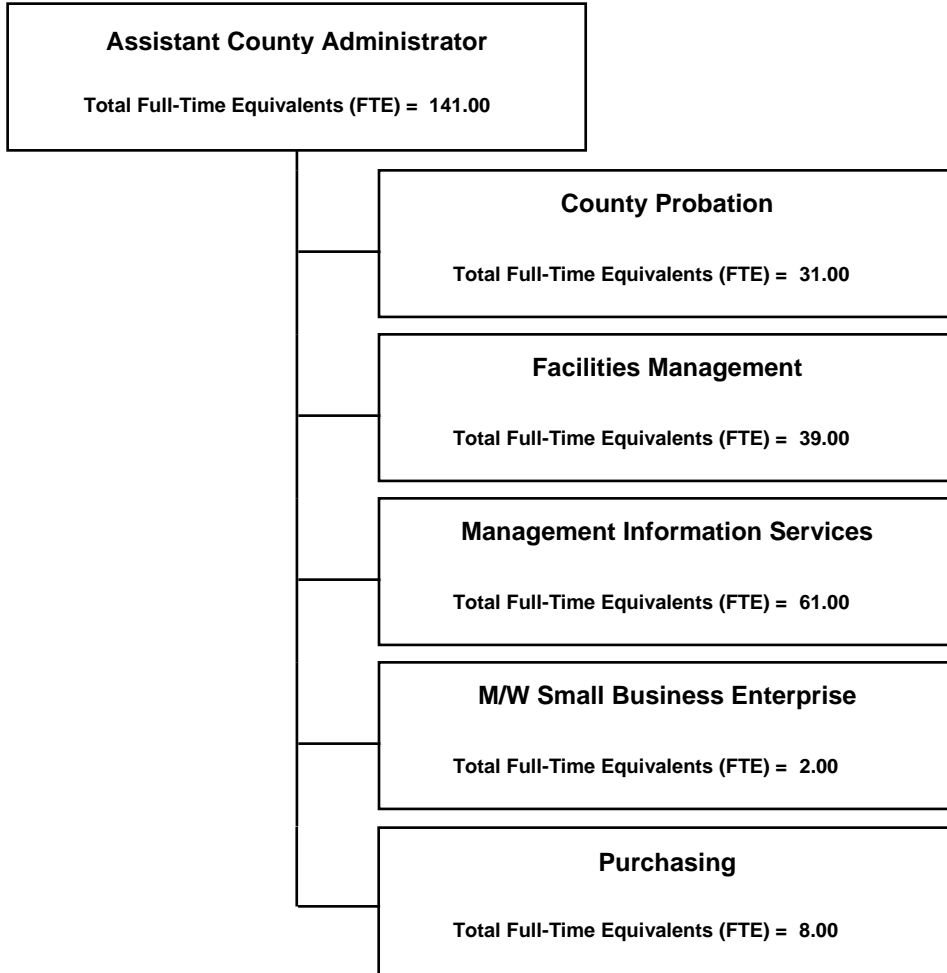 Assistant County Administrator
Total Full-Time Equivalents (FTE) = 141.00
County Probation
Total Full-Time Equivalents (FTE) = 31.00
Facilities Management
Total Full-Time Equivalents (FTE) = 39.00
Management Information Services
Total Full-Time Equivalents (FTE) = 61.00
M/W Small Business Enterprise
Total Full-Time Equivalents (FTE) = 2.00
Purchasing
Total Full-Time Equivalents (FTE) = 8.00